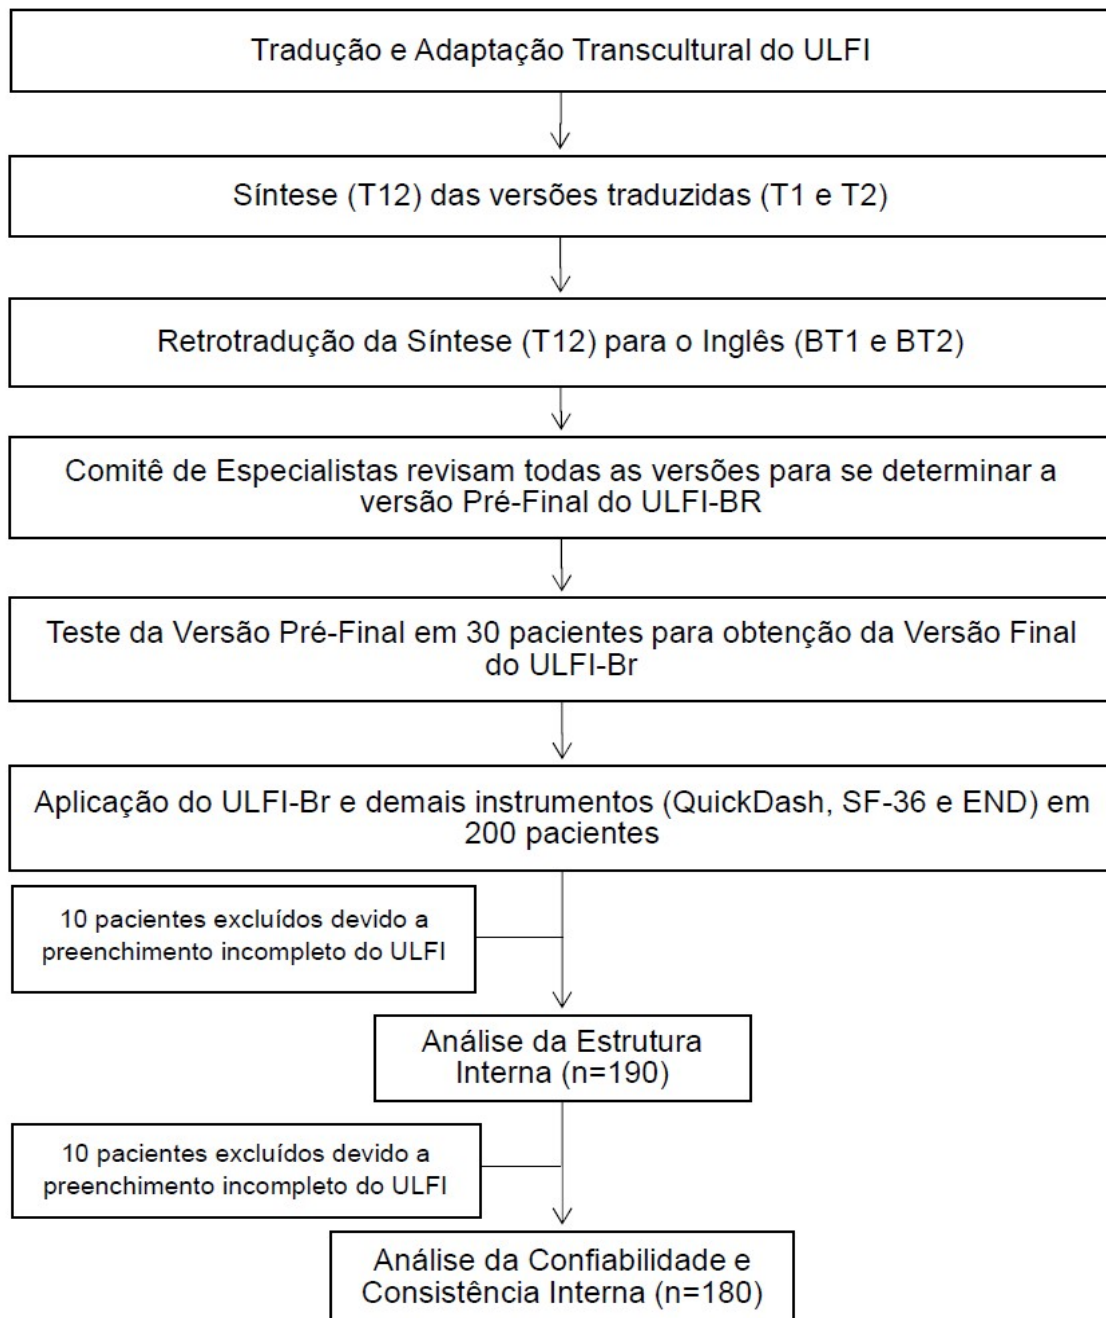 Tradução e Adaptação Transcultural do ULFI
Síntese (T12) das versões traduzidas (T1 e T2)
Retrotradução da Síntese (T12) para o Inglês (BT1 e BT2)
Comitê de Especialistas revisam todas as versões para se determinar a
versão Pré-Final do ULFI-BR
Teste da Versão Pré-Final em 30 pacientes para obtenção da Versão Final
do ULFI-Br
Aplicação do ULFI-Br e demais instrumentos (QuickDash, SF-36 e END) em
200 pacientes
10 pacientes excluídos devido a
preenchimento incompleto do ULFI
Análise da Estrutura
Interna (n=190)
10 pacientes excluídos devido a
preenchimento incompleto do ULFI
Análise da Confiabilidade e
Consistência Interna (n=180)